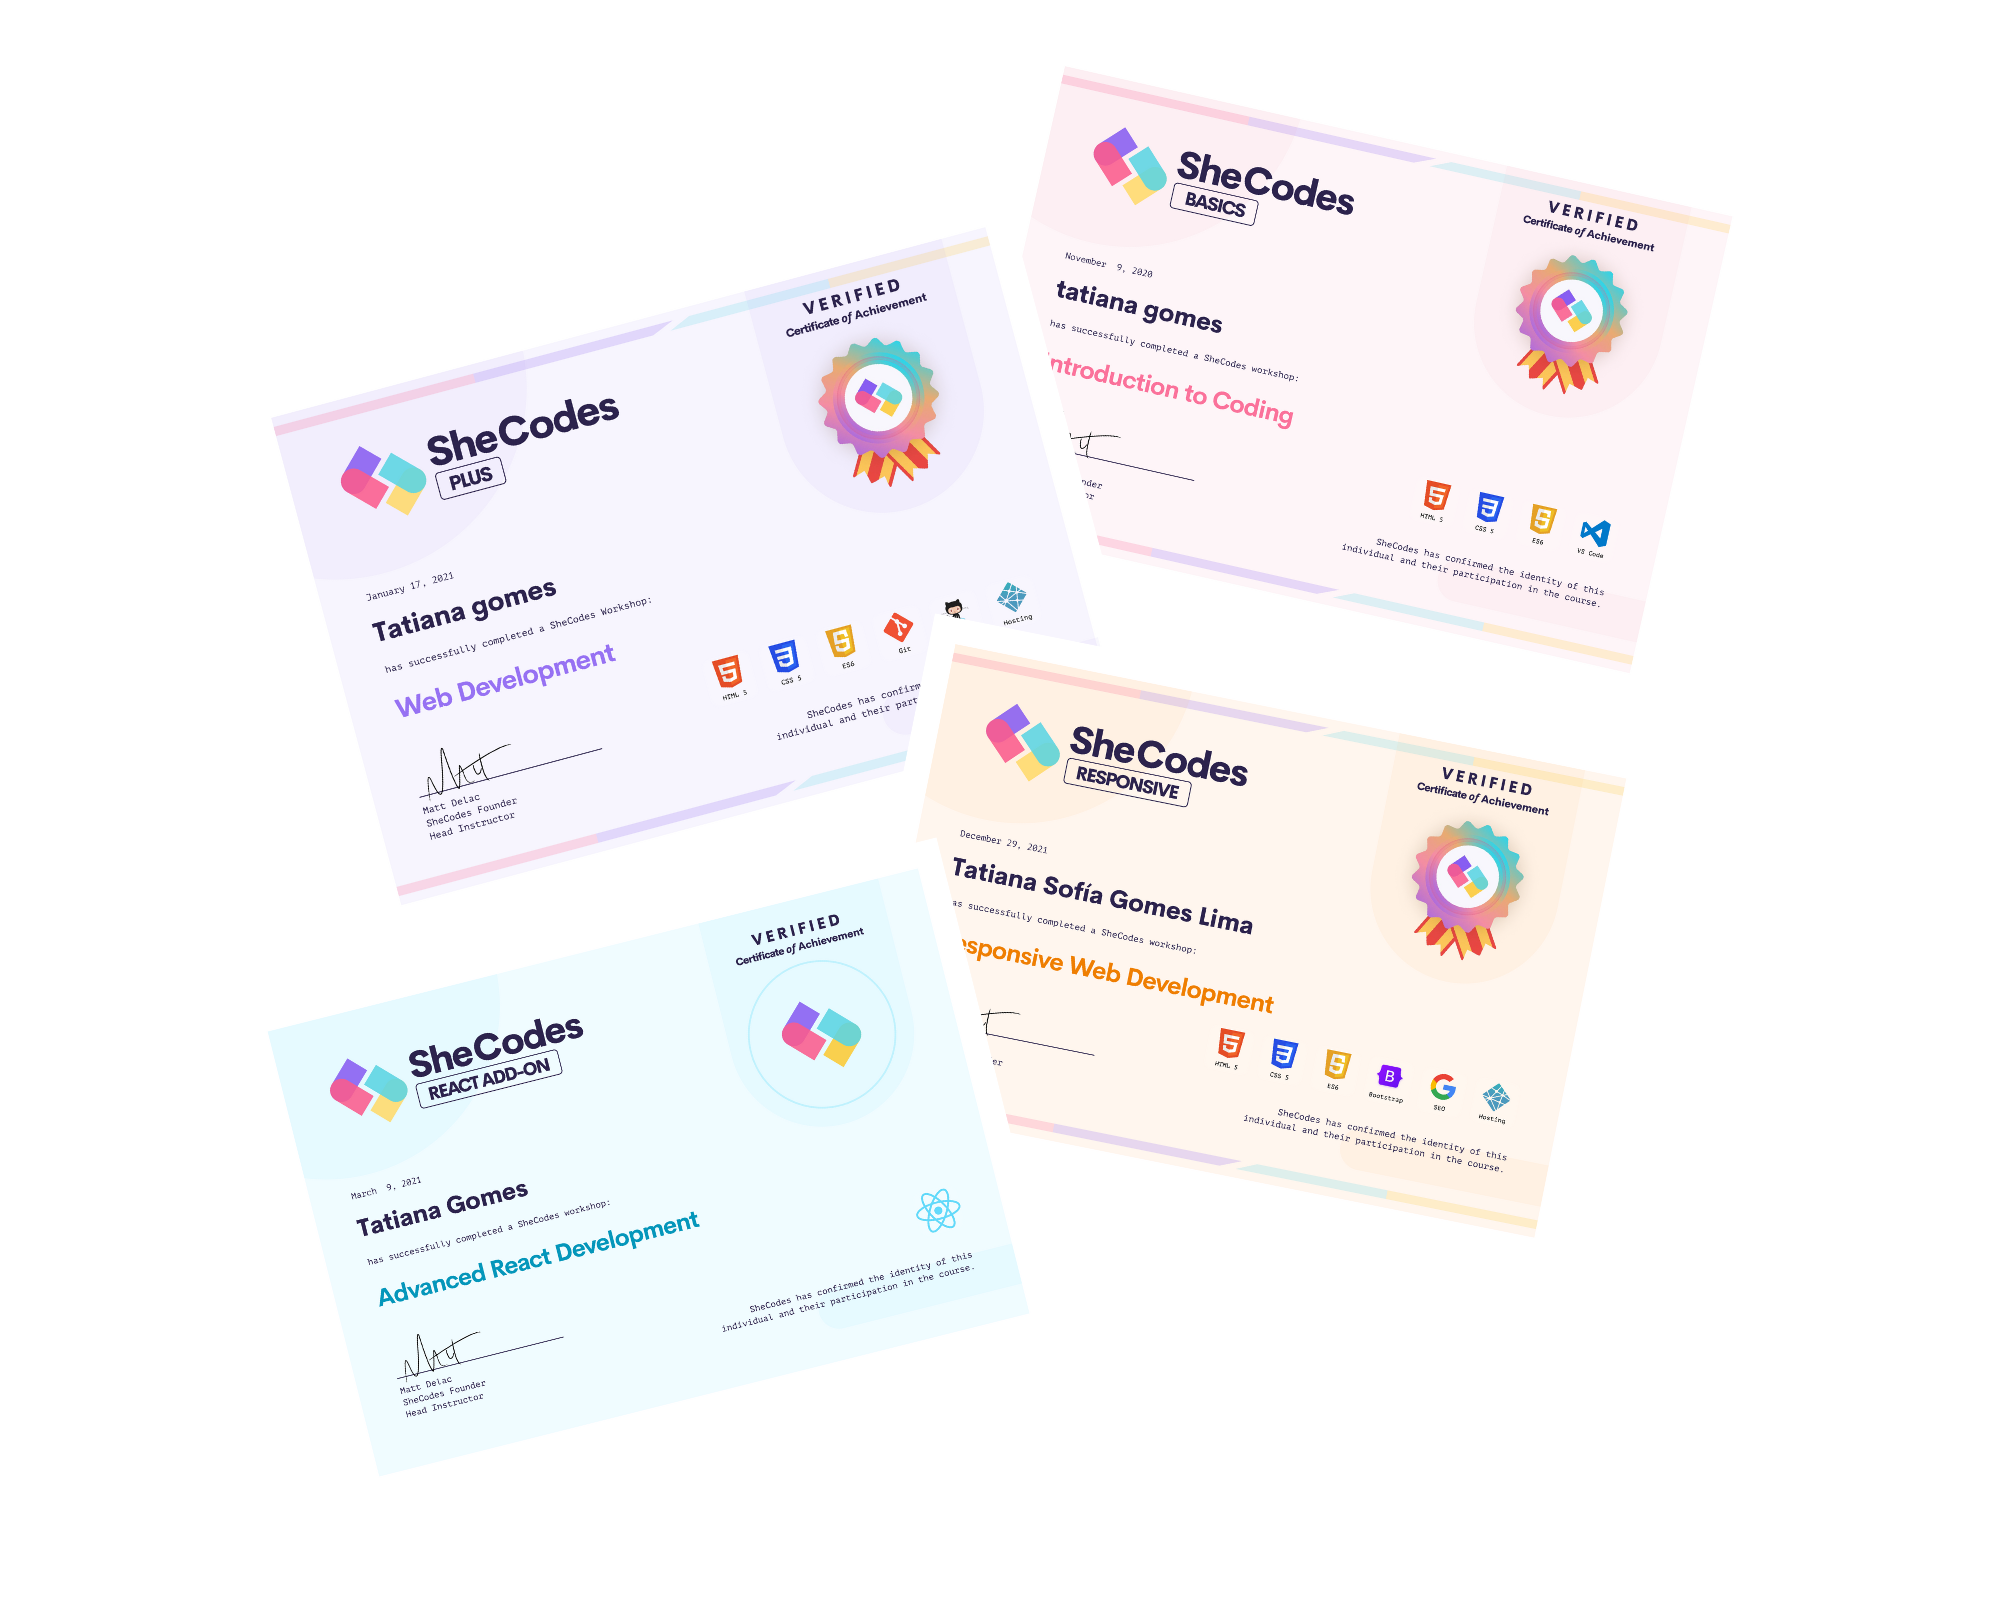 SheCodes
BASICS
VERIFIED
Certificate of Achievement
November 9, 2020
tatiana gomes
has successfully completed a SheCodes workshop:
Introduction to Coding
HTML 5
CSS 5
ES6
VS Code
SheCodes has confirmed the identity of this
individual and their participation in the course.
SheCodes
PLUS
VERIFIED
Certificate of Achievement
January 17, 2021
Tatiana gomes
has successfully completed a SheCodes Workshop:
Web Development
HTML 5
CSS 5
ES6
Git
Hosting
SheCodes has confirm
individual and their part
Matt Delac
SheCodes Founder
Head Instructor
SheCodes
RESPONSIVE
VERIFIED
Certificate of Achievement
December 29, 2021
Tatiana Sofía Gomes Lima
as successfully completed a SheCodes workshop:
esponsive Web Development
HTML 5
CSS 5
ES6
Bootstrap
SEO
Hosting
SheCodes has confirmed the identity of this
individual and their participation in the course.
SheCodes
REACT ADD-ON
VERIFIED
Certificate of Achievement
March 9, 2021
Tatiana Gomes
has successfully completed a SheCodes workshop:
Advanced React Development
SheCodes has confirmed the identity of this
individual and their participation in the course.
Matt Delac
SheCodes Founder
Head Instructor